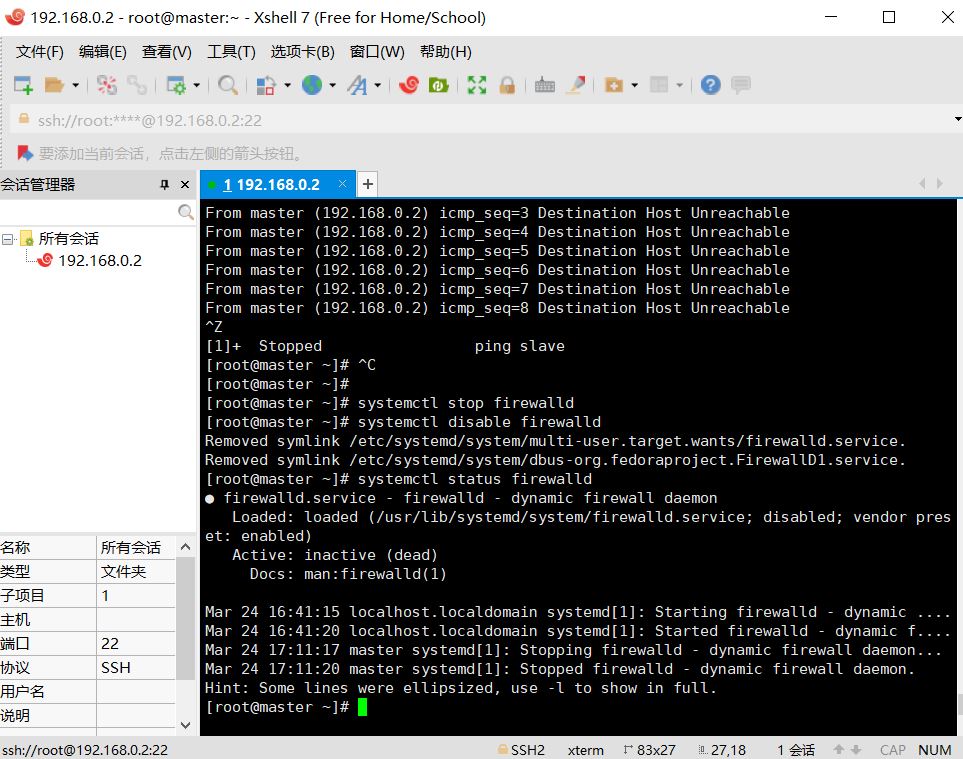 192.168.0.2 - root@master:~ - Xshell 7 (Free for Home/School)
文件(F) 编辑(E) 查看(V) 工具(T) 选项卡(B) 窗口(W) 帮助(H)
ssh://root:****@192.168.0.2:22
要添加当前会话，点击左侧的箭头按钮。
会话管理器
1 192.168.0.2
所有会话
192.168.0.2
From master (192.168.0.2) icmp_seq=3 Destination Host Unreachable
From master (192.168.0.2) icmp_seq=4 Destination Host Unreachable
From master (192.168.0.2) icmp_seq=5 Destination Host Unreachable
From master (192.168.0.2) icmp_seq=6 Destination Host Unreachable
From master (192.168.0.2) icmp_seq=7 Destination Host Unreachable
From master (192.168.0.2) icmp_seq=8 Destination Host Unreachable
^Z
[1]+  Stopped                 ping slave
[root@master ~]# ^C
[root@master ~]#
[root@master ~]# systemctl stop firewalld
[root@master ~]# systemctl disable firewalld
Removed symlink /etc/systemd/system/multi-user.target.wants/firewalld.service.
Removed symlink /etc/systemd/system/dbus-org.fedoraproject.FirewallD1.service.
[root@master ~]# systemctl status firewalld
● firewalld.service - firewalld - dynamic firewall daemon
   Loaded: loaded (/usr/lib/systemd/system/firewalld.service; disabled; vendor pres
et: enabled)
   Active: inactive (dead)
     Docs: man:firewalld(1)
Mar 24 16:41:15 localhost.localdomain systemd[1]: Starting firewalld - dynamic ....
Mar 24 16:41:20 localhost.localdomain systemd[1]: Started firewalld - dynamic f....
Mar 24 17:11:17 master systemd[1]: Stopping firewalld - dynamic firewall daemon...
Mar 24 17:11:20 master systemd[1]: Stopped firewalld - dynamic firewall daemon.
Hint: Some lines were ellipsized, use -l to show in full.
[root@master ~]#
名称 所有会话
类型 文件夹
子项目 1
主机
端口 22
协议 SSH
用户名
说明
ssh://root@192.168.0.2:22 SSH2 xterm 83x27 27,18 1 会话 CAP NUM